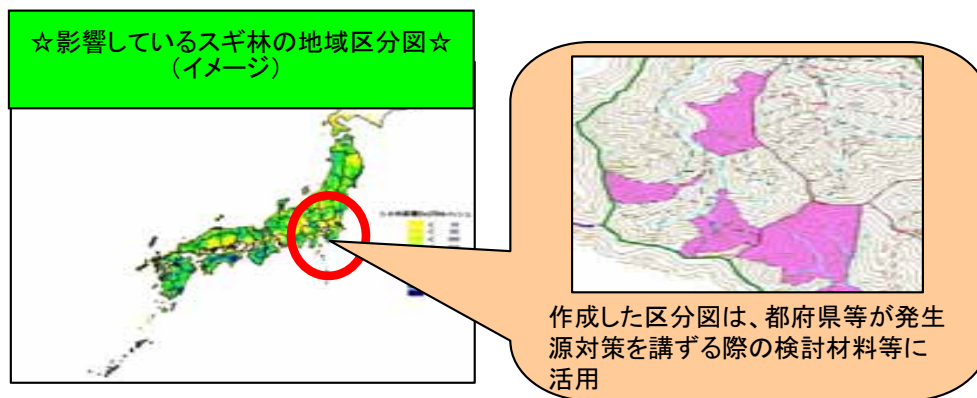 ☆影響しているスギ林の地域区分図☆
(イメージ)
作成した区分図は、都府県等が発生
源対策を講ずる際の検討材料等に
活用